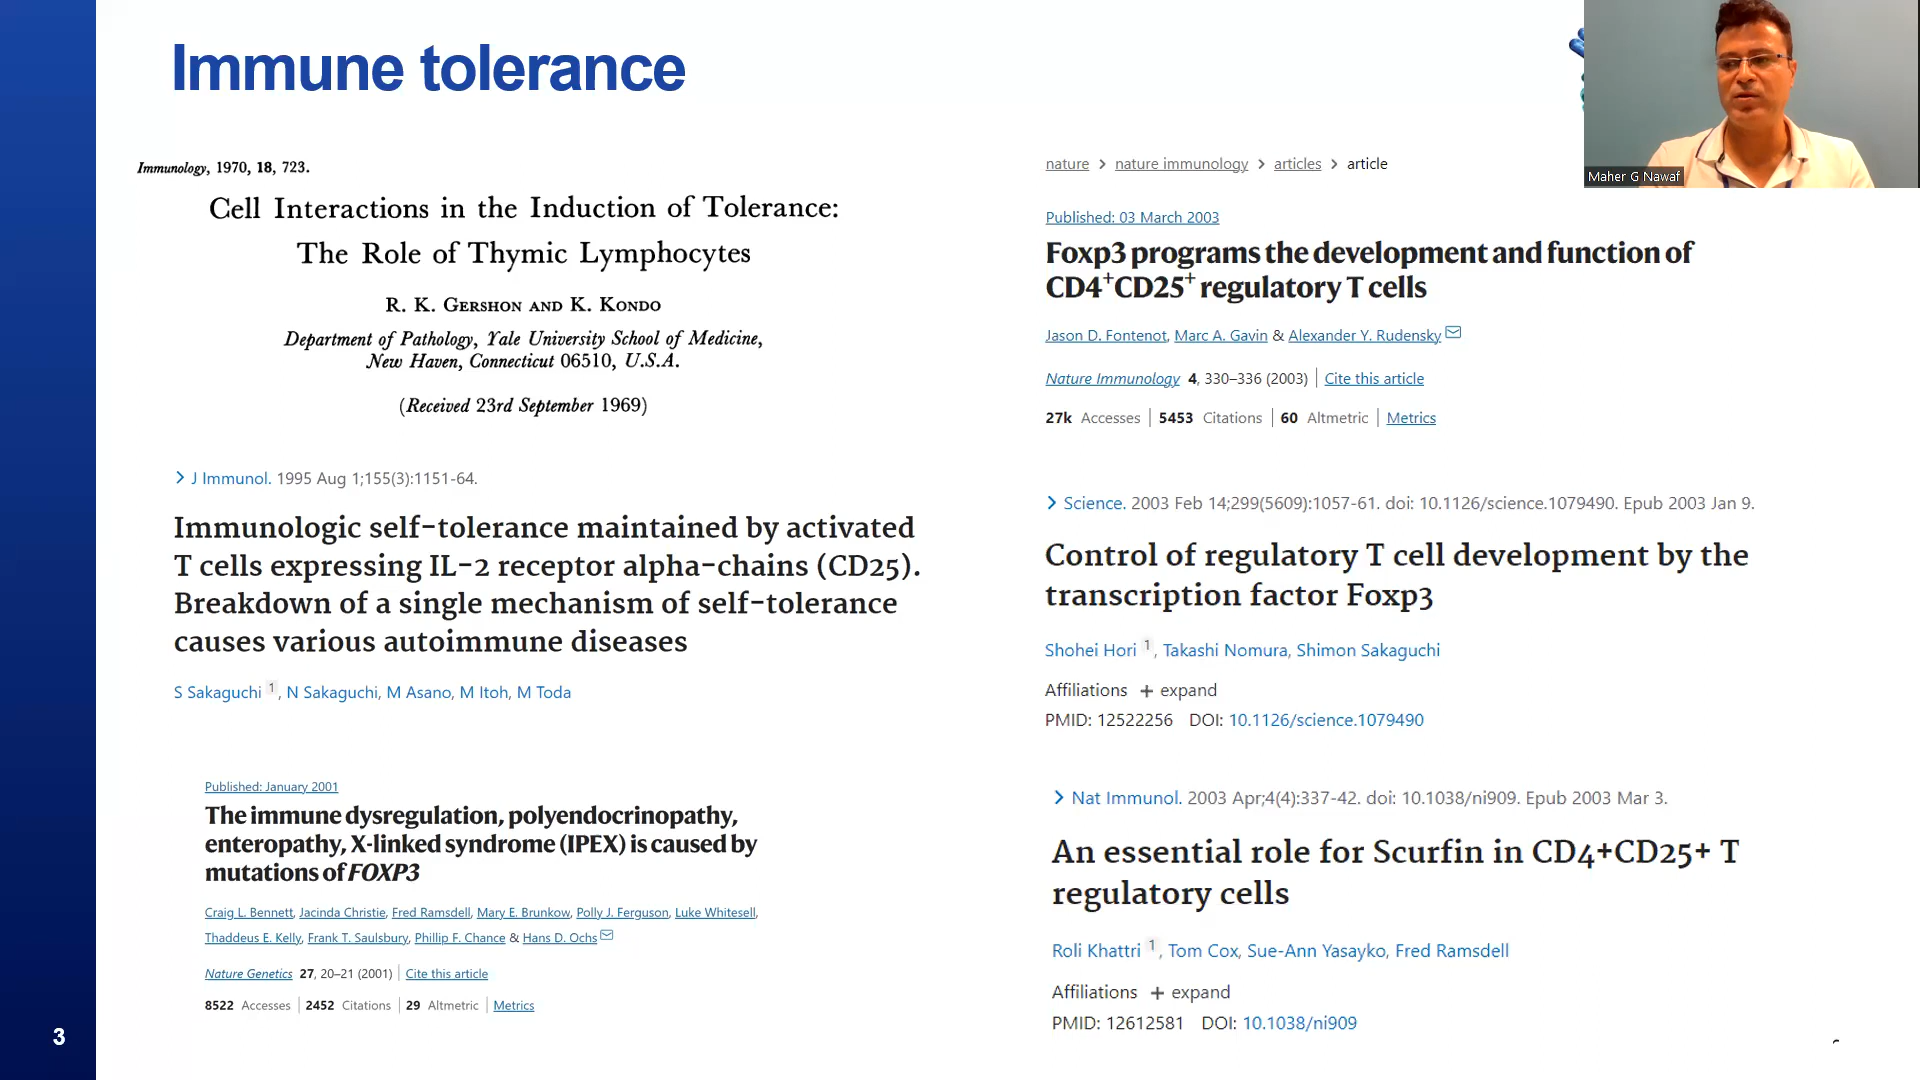 Immune tolerance
Immunology, 1970, 18, 723.
Cell Interactions in the Induction of Tolerance:
The Role of Thymic Lymphocytes
R. K. GERSHON AND K. KONDO
Department of Pathology, Yale University School of Medicine,
New Haven, Connecticut 06510, U.S.A.
(Received 23rd September 1969)
> J Immunol. 1995 Aug 1;155(3):1151-64.
Immunologic self-tolerance maintained by activated
T cells expressing IL-2 receptor alpha-chains (CD25).
Breakdown of a single mechanism of self-tolerance
causes various autoimmune diseases
S Sakaguchi 1, N Sakaguchi, M Asano, M Itoh, M Toda
Published: January 2001
The immune dysregulation, polyendocrinopathy,
enteropathy, X-linked syndrome (IPEX) is caused by
mutations of FOXP3
Craig L. Bennett, Jacinda Christie, Fred Ramsdell, Mary E. Brunkow, Polly J. Ferguson, Luke Whitesell,
Thaddeus E. Kelly, Frank T. Saulsbury, Phillip F. Chance & Hans D. Ochs
Nature Genetics 27, 20–21 (2001) | Cite this article
8522 Accesses | 2452 Citations | 29 Altmetric | Metrics
nature > nature immunology > articles > article
Published: 03 March 2003
Foxp3 programs the development and function of
CD4+CD25+ regulatory T cells
Jason D. Fontenot, Marc A. Gavin & Alexander Y. Rudensky
Nature Immunology 4, 330–336 (2003) | Cite this article
27k Accesses | 5453 Citations | 60 Altmetric | Metrics
> Science. 2003 Feb 14;299(5609):1057-61. doi: 10.1126/science.1079490. Epub 2003 Jan 9.
Control of regulatory T cell development by the
transcription factor Foxp3
Shohei Hori 1, Takashi Nomura, Shimon Sakaguchi
Affiliations + expand
PMID: 12522256 DOI: 10.1126/science.1079490
> Nat Immunol. 2003 Apr;4(4):337-42. doi: 10.1038/ni909. Epub 2003 Mar 3.
An essential role for Scurfin in CD4+CD25+ T
regulatory cells
Roli Khattri 1, Tom Cox, Sue-Ann Yasayko, Fred Ramsdell
Affiliations + expand
PMID: 12612581 DOI: 10.1038/ni909
Maher G Nawaf
3